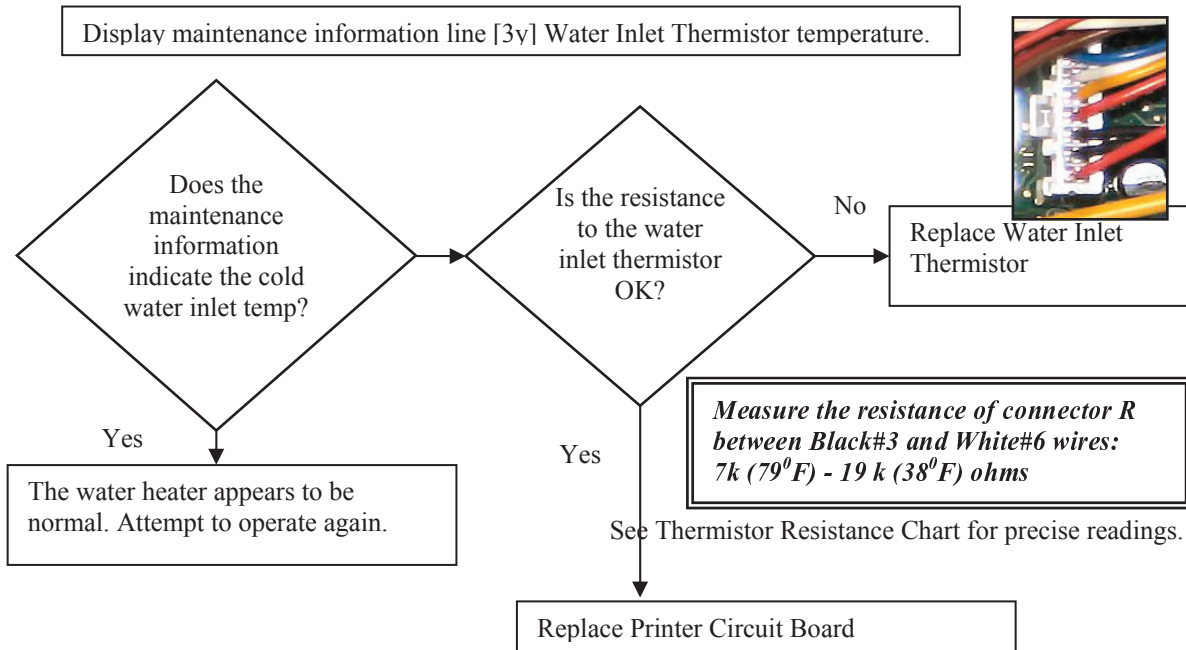 Display maintenance information line [3y] Water Inlet Thermistor temperature.
Does the
maintenance
information
indicate the cold
water inlet temp?
Is the resistance
to the water
inlet thermistor
OK?
No
Replace Water Inlet
Thermistor
Yes
The water heater appears to be
normal. Attempt to operate again.
Yes
Measure the resistance of connector R
between Black#3 and White#6 wires:
7k (79⁰F) - 19 k (38⁰F) ohms
See Thermistor Resistance Chart for precise readings.
Replace Printer Circuit Board